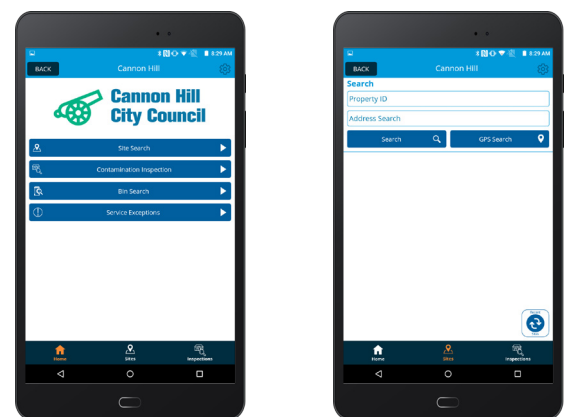 8:29 AM
BACK
Cannon Hill
Cannon Hill
City Council
Site Search
Contamination Inspection
Bin Search
Service Exceptions
Home
Sites
Inspections
8:29 AM
BACK
Cannon Hill
Search
Property ID
Address Search
Search
GPS Search
Home
Sites
Inspections